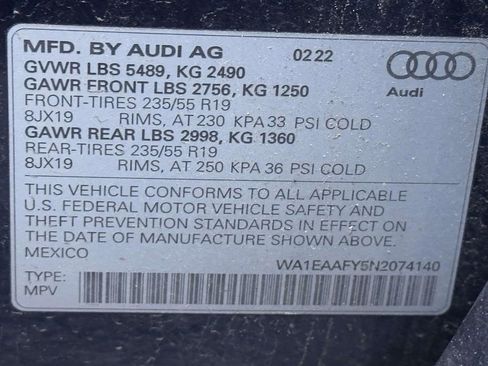 MFD. BY AUDI AG 0222
GVWR LBS 5489, KG 2490
GAWR FRONT LBS 2756, KG 1250
FRONT-TIRES 235/55 R19
8JX19 RIMS, AT 230 KPA 33 PSI COLD
GAWR REAR LBS 2998, KG 1360
REAR-TIRES 235/55 R19
8JX19 RIMS, AT 250 KPA 36 PSI COLD
Audi
THIS VEHICLE CONFORMS TO ALL APPLICABLE
U.S. FEDERAL MOTOR VEHICLE SAFETY AND
THEFT PREVENTION STANDARDS IN EFFECT ON
DATE OF MANUFACTURE SHOWN ABOVE.
MEXICO WA1EAAFY5N2074140
TYPE:
MPV